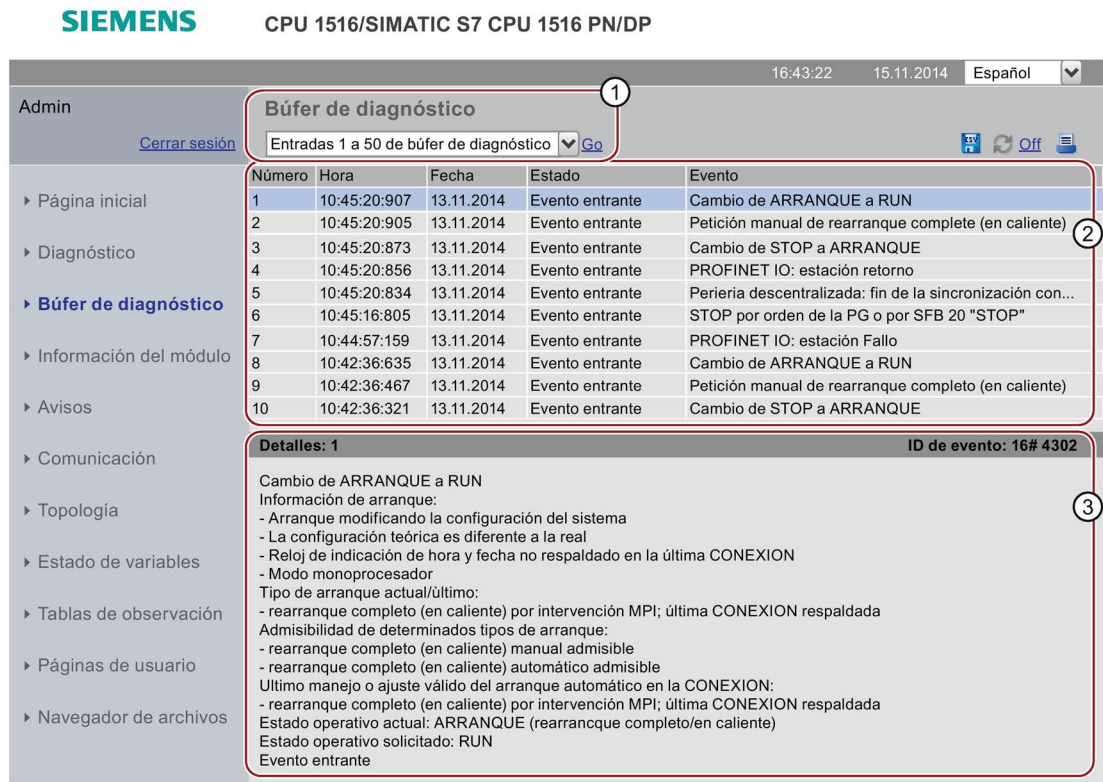 SIEMENS CPU 1516/SIMATIC S7 CPU 1516 PN/DP
16:43:22 15.11.2014 Español
Admin
Cerrar sesión
Búfer de diagnóstico
1
Entradas 1 a 50 de búfer de diagnóstico Go
Off
Página inicial
Diagnóstico
Búfer de diagnóstico
Información del módulo
Avisos
Comunicación
Topología
Estado de variables
Tablas de observación
Páginas de usuario
Navegador de archivos
Número Hora Fecha Estado Evento
1 10:45:20:907 13.11.2014 Evento entrante Cambio de ARRANQUE a RUN
2 10:45:20:905 13.11.2014 Evento entrante Petición manual de rearranque complete (en caliente)
2
3 10:45:20:873 13.11.2014 Evento entrante Cambio de STOP a ARRANQUE
4 10:45:20:856 13.11.2014 Evento entrante PROFINET IO: estación retorno
5 10:45:20:834 13.11.2014 Evento entrante Perieria descentralizada: fin de la sincronización con...
6 10:45:16:805 13.11.2014 Evento entrante STOP por orden de la PG o por SFB 20 "STOP"
7 10:44:57:159 13.11.2014 Evento entrante PROFINET IO: estación Fallo
8 10:42:36:635 13.11.2014 Evento entrante Cambio de ARRANQUE a RUN
9 10:42:36:467 13.11.2014 Evento entrante Petición manual de rearranque completo (en caliente)
10 10:42:36:321 13.11.2014 Evento entrante Cambio de STOP a ARRANQUE
Detalles: 1 ID de evento: 16# 4302
Cambio de ARRANQUE a RUN
Información de arranque:
- Arranque modificando la configuración del sistema
- La configuración teórica es diferente a la real
- Reloj de indicación de hora y fecha no respaldado en la última CONEXION
- Modo monoprocesador
Tipo de arranque actual/ùltimo:
- rearranque completo (en caliente) por intervención MPI; última CONEXION respaldada
Admisibilidad de determinados tipos de arranque:
- rearranque completo (en caliente) manual admisible
- rearranque completo (en caliente) automático admisible
Ultimo manejo o ajuste válido del arranque automático en la CONEXION:
- rearranque completo (en caliente) por intervención MPI; última CONEXION respaldada
Estado operativo actual: ARRANQUE (rearrancque completo/en caliente)
Estado operativo solicitado: RUN
Evento entrante
3